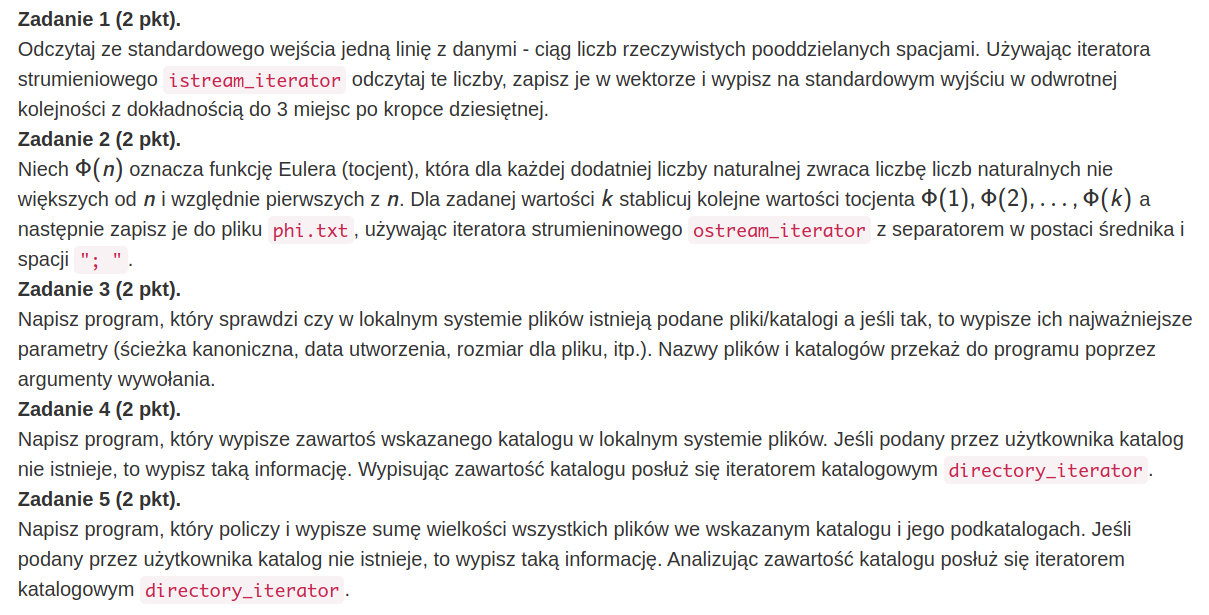 Zadanie 1 (2 pkt).
Odczytaj ze standardowego wejścia jedną linię z danymi - ciąg liczb rzeczywistych pooddzielanych spacjami. Używając iteratora
strumieniowego istream_iterator odczytaj te liczby, zapisz je w wektorze i wypisz na standardowym wyjściu w odwrotnej
kolejności z dokładnością do 3 miejsc po kropce dziesiętnej.
Zadanie 2 (2 pkt).
Niech Φ(n) oznacza funkcję Eulera (tocjent), która dla każdej dodatniej liczby naturalnej zwraca liczbę liczb naturalnych nie
większych od n i względnie pierwszych z n. Dla zadanej wartości k stablicuj kolejne wartości tocjenta Φ(1), Φ(2), . . . , Φ(k) a
następnie zapisz je do pliku phi.txt, używając iteratora strumieninowego ostream_iterator z separatorem w postaci średnika i
spacji "; ".
Zadanie 3 (2 pkt).
Napisz program, który sprawdzi czy w lokalnym systemie plików istnieją podane pliki/katalogi a jeśli tak, to wypisze ich najważniejsze
parametry (ścieżka kanoniczna, data utworzenia, rozmiar dla pliku, itp.). Nazwy plików i katalogów przekaż do programu poprzez
argumenty wywołania.
Zadanie 4 (2 pkt).
Napisz program, który wypisze zawartoś wskazanego katalogu w lokalnym systemie plików. Jeśli podany przez użytkownika katalog
nie istnieje, to wypisz taką informację. Wypisując zawartość katalogu posłuż się iteratorem katalogowym directory_iterator.
Zadanie 5 (2 pkt).
Napisz program, który policzy i wypisze sumę wielkości wszystkich plików we wskazanym katalogu i jego podkatalogach. Jeśli
podany przez użytkownika katalog nie istnieje, to wypisz taką informację. Analizując zawartość katalogu posłuż się iteratorem
katalogowym directory_iterator.